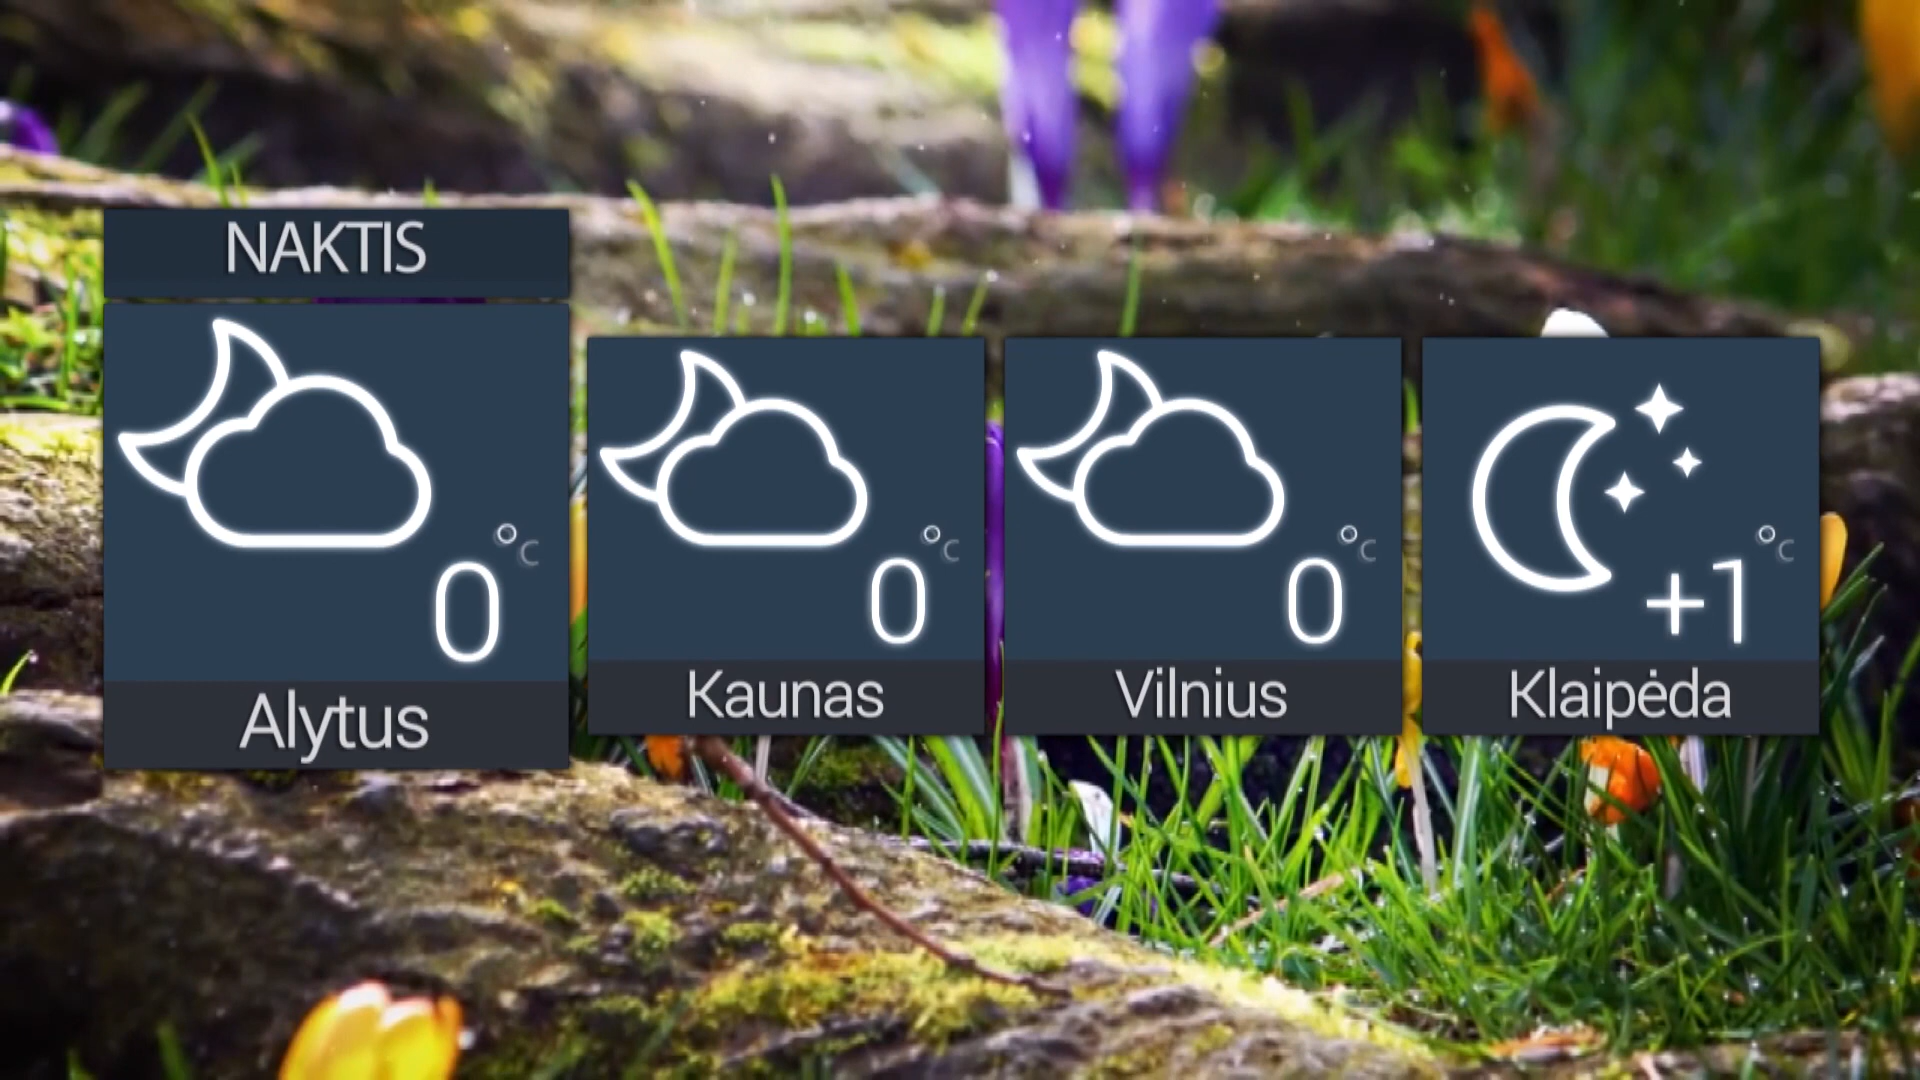 NAKTIS
0 °C
Alytus
0 °C
Kaunas
0 °C
Vilnius
+1 °C
Klaipėda